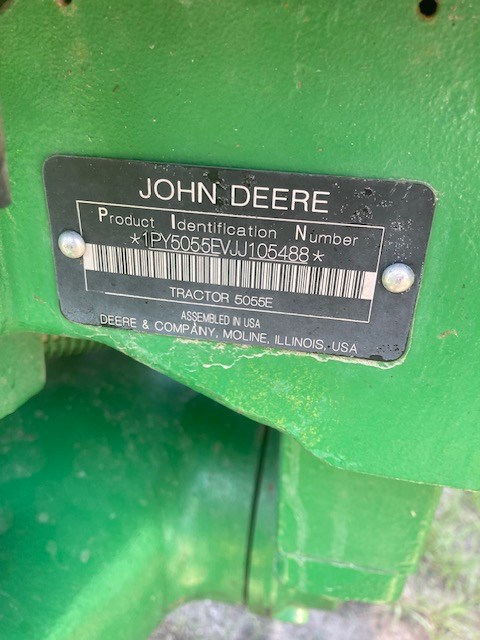 JOHN DEERE
Product Identification Number
*1PY5055EVJJ105488*
TRACTOR 5055E
ASSEMBLED IN USA
DEERE & COMPANY, MOLINE, ILLINOIS, USA